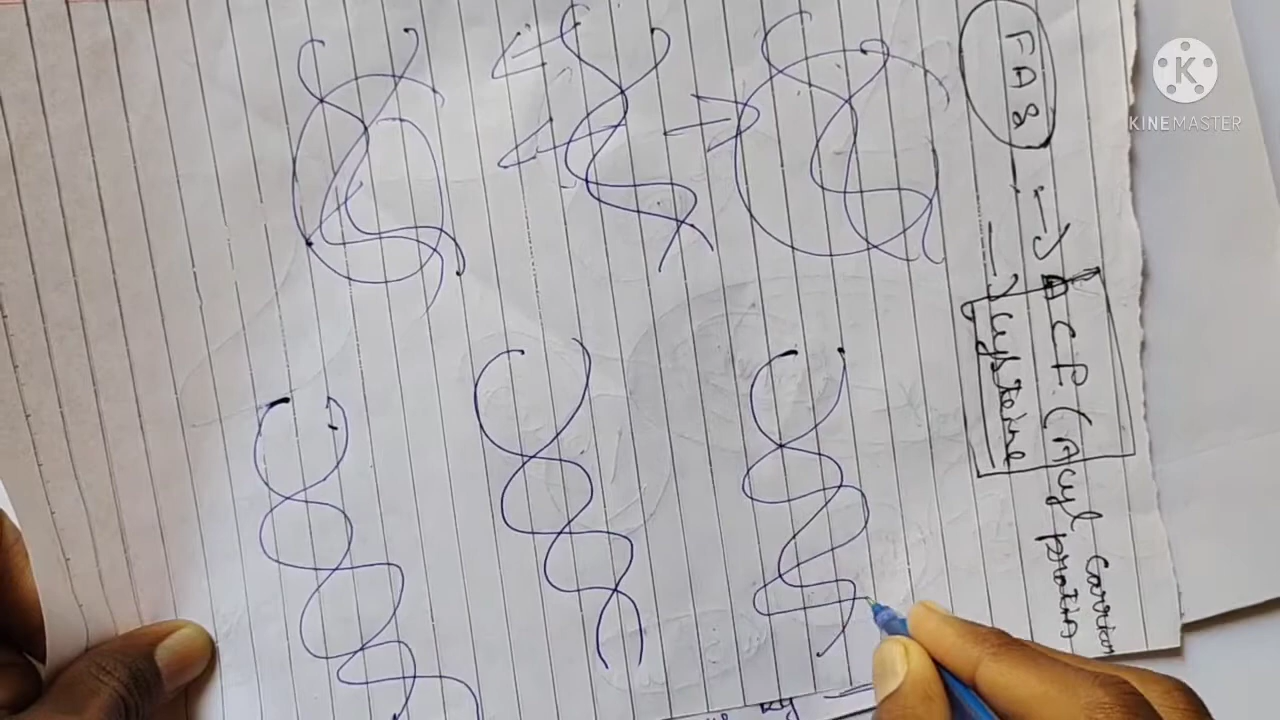 FAS :-> ACP. (Acyl carrier protein
-> Cysteine
KINEMASTER